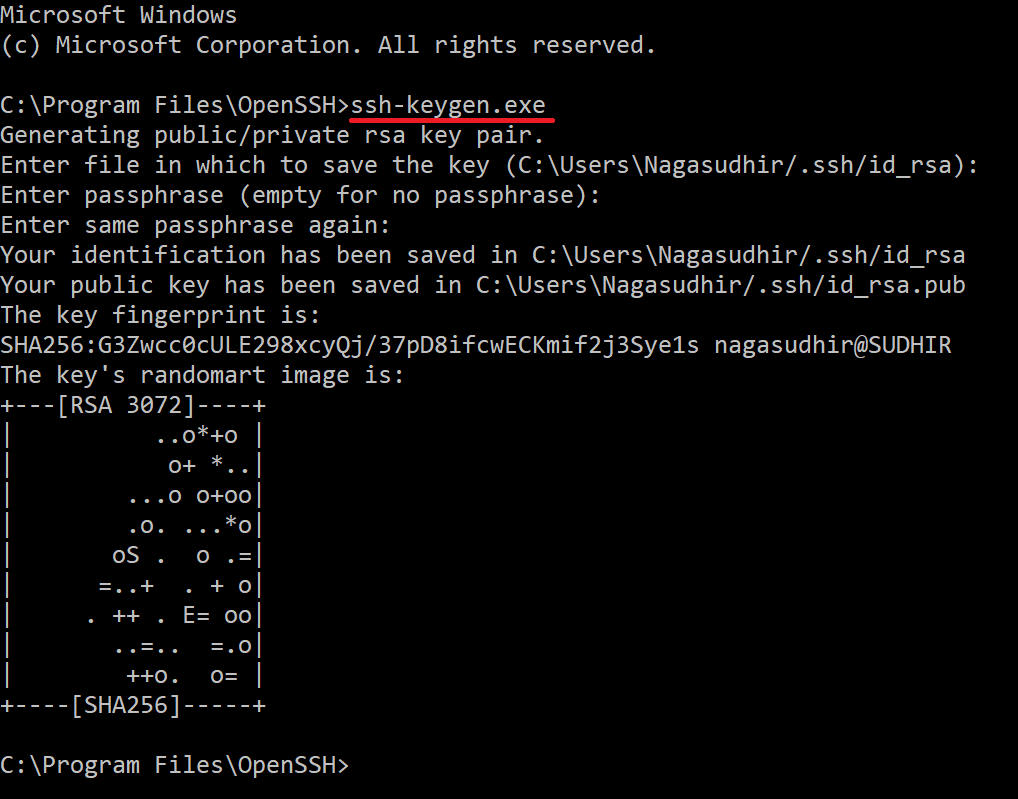 Microsoft Windows
(c) Microsoft Corporation. All rights reserved.

C:\Program Files\OpenSSH>ssh-keygen.exe
Generating public/private rsa key pair.
Enter file in which to save the key (C:\Users\Nagasudhir/.ssh/id_rsa):
Enter passphrase (empty for no passphrase):
Enter same passphrase again:
Your identification has been saved in C:\Users\Nagasudhir/.ssh/id_rsa
Your public key has been saved in C:\Users\Nagasudhir/.ssh/id_rsa.pub
The key fingerprint is:
SHA256:G3Zwcc0cULE298xcyQj/37pD8ifcwECKmif2j3Sye1s nagasudhir@SUDHIR
The key's randomart image is:
+---[RSA 3072]----+
|          ..o*+o |
|           o+ *..|
|        ...o o+oo|
|        .o. ...*o|
|       oS .  o .=|
|      =..+  . + o|
|     . ++ . E= oo|
|       ..=..  =.o|
|        ++o.  o= |
+----[SHA256]-----+

C:\Program Files\OpenSSH>